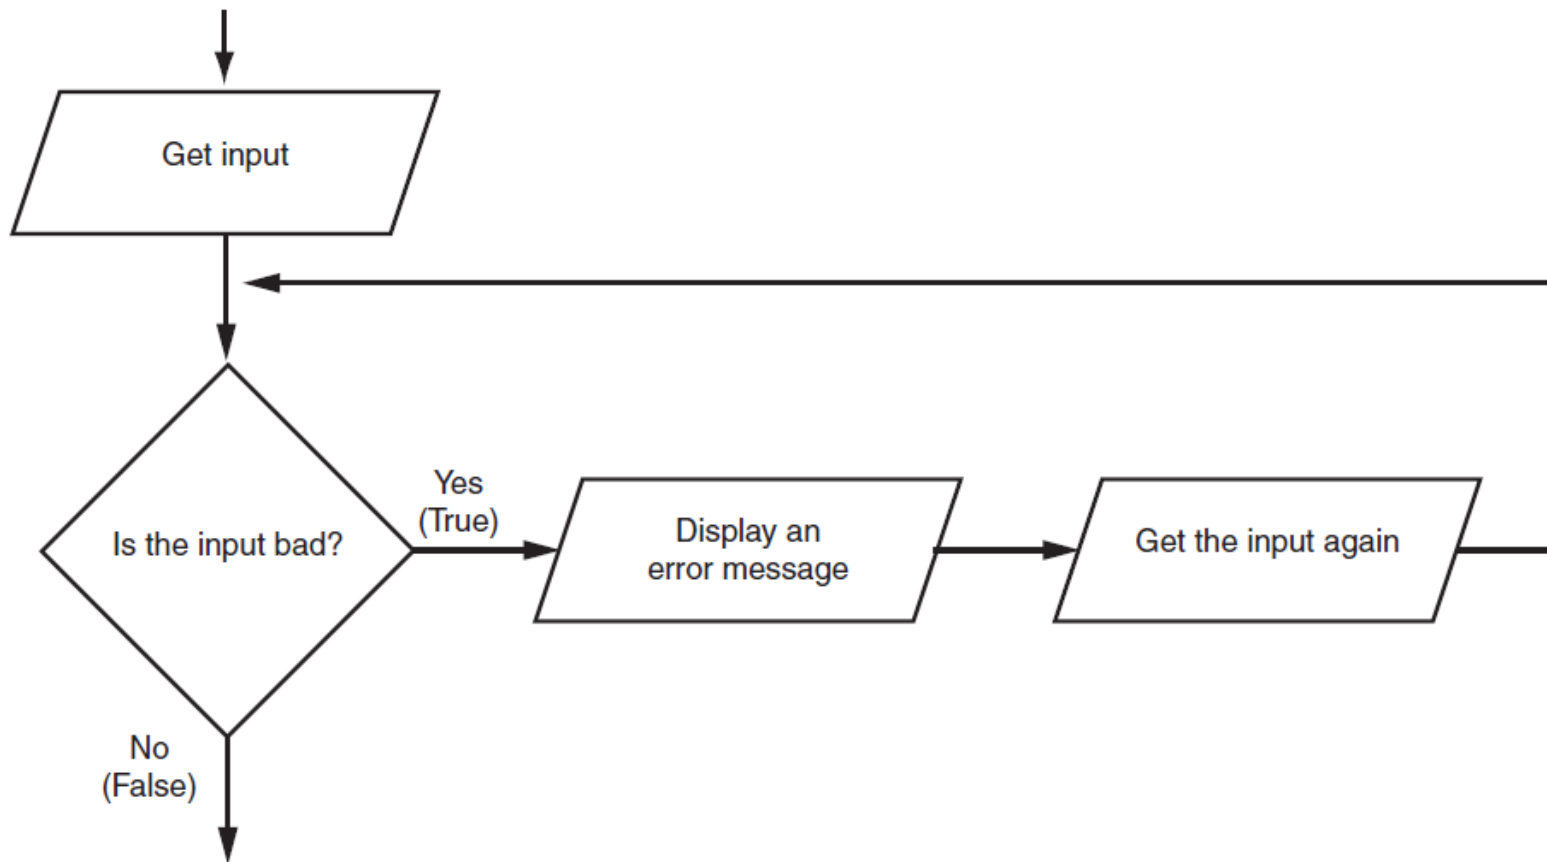 Get input
Is the input bad?
Yes
(True)
Display an
error message
Get the input again
No
(False)